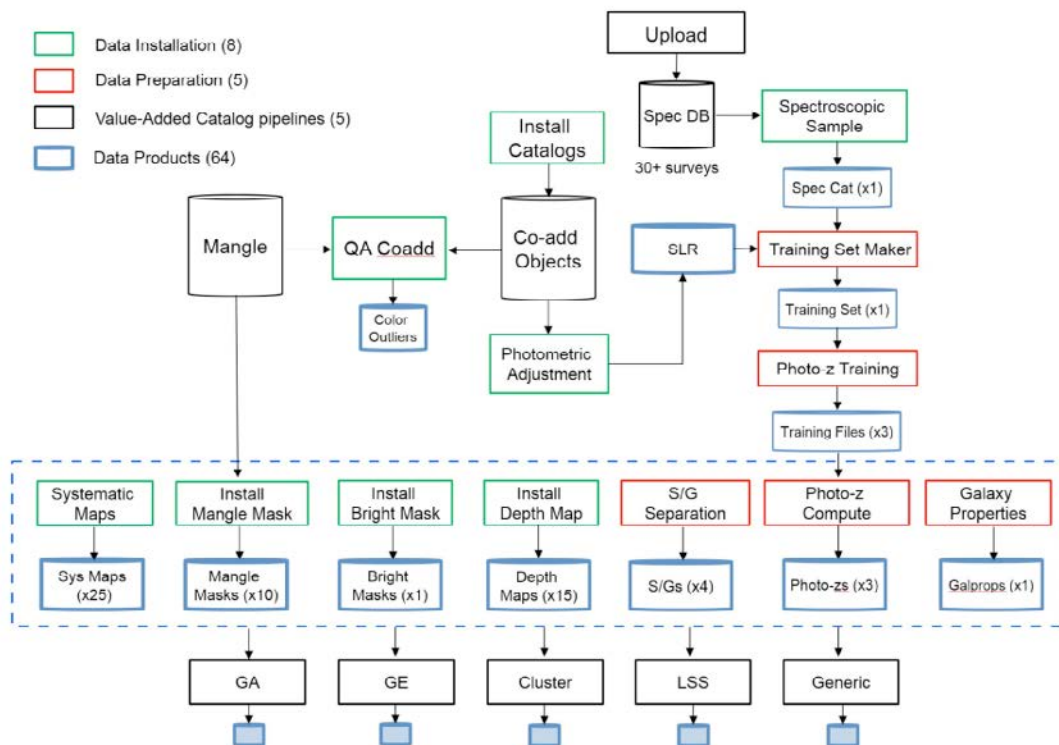 Data Installation (8)
Data Preparation (5)
Value-Added Catalog pipelines (5)
Data Products (64)
Upload
Spec DB
30+ surveys
Spectroscopic
Sample
Spec Cat (x1)
Install
Catalogs
Mangle
QA Coadd
Co-add
Objects
SLR
Training Set Maker
Color
Outliers
Training Set (x1)
Photometric
Adjustment
Photo-z Training
Training Files (x3)
Systematic
Maps
Install
Mangle Mask
Install
Bright Mask
Install
Depth Map
S/G
Separation
Photo-z
Compute
Galaxy
Properties
Sys Maps
(x25)
Mangle
Masks (x10)
Bright
Masks (x1)
Depth
Maps (x15)
S/Gs (x4)
Photo-zs (x3)
Galprops (x1)
GA
GE
Cluster
LSS
Generic